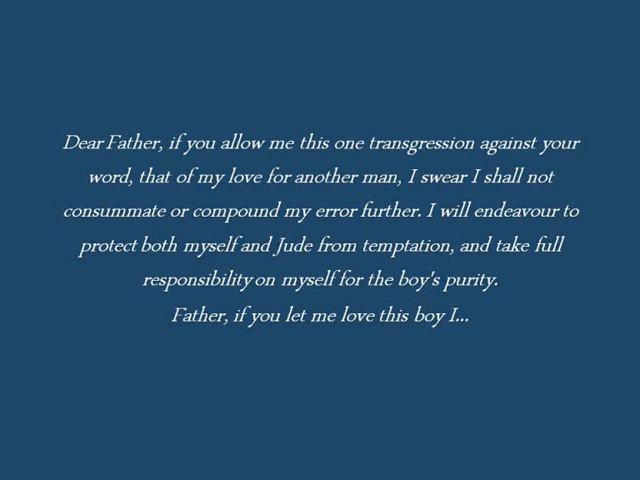 Dear Father, if you allow me this one transgression against your
word, that of my love for another man, I swear I shall not
consummate or compound my error further. I will endeavour to
protect both myself and Jude from temptation, and take full
responsibility on myself for the boy's purity.
Father, if you let me love this boy I...